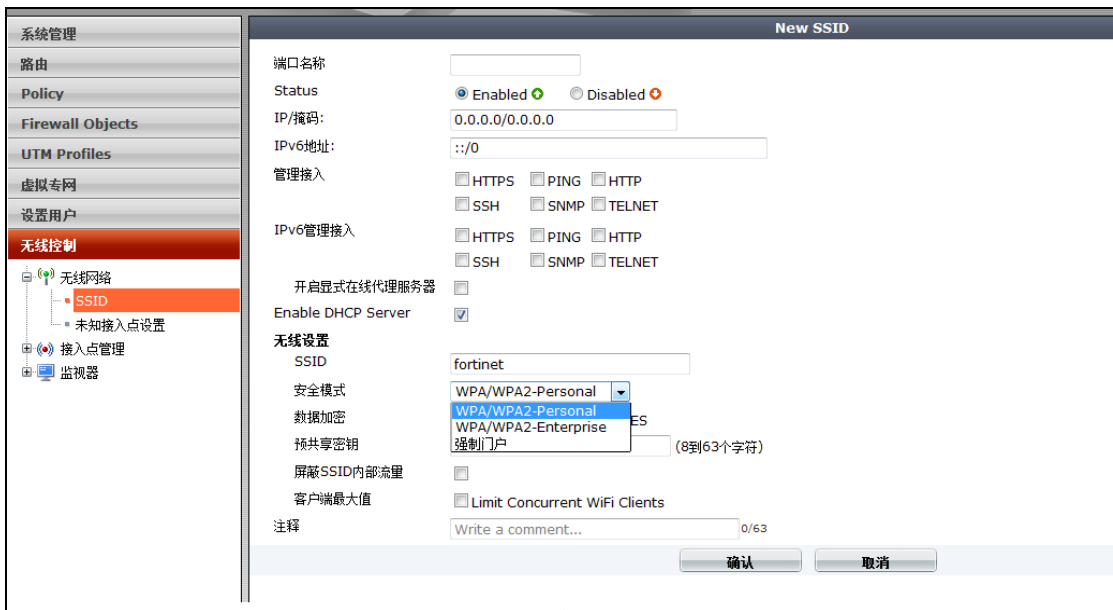 系统管理
路由
Policy
Firewall Objects
UTM Profiles
虚拟专网
设置用户
无线控制
无线网络
SSID
未知接入点设置
接入点管理
监视器
New SSID
端口名称
Status Enabled Disabled
IP/掩码: 0.0.0.0/0.0.0.0
IPv6地址: ::/0
管理接入 HTTPS PING HTTP
SSH SNMP TELNET
IPv6管理接入 HTTPS PING HTTP
SSH SNMP TELNET
开启显式在线代理服务器
Enable DHCP Server
无线设置
SSID fortinet
安全模式 WPA/WPA2-Personal
WPA/WPA2-Personal
数据加密 WPA/WPA2-Enterprise ES
预共享密钥 强制门户 (8到63个字符)
屏蔽SSID内部流量
客户端最大值 Limit Concurrent WiFi Clients
注释 Write a comment... 0/63
确认 取消